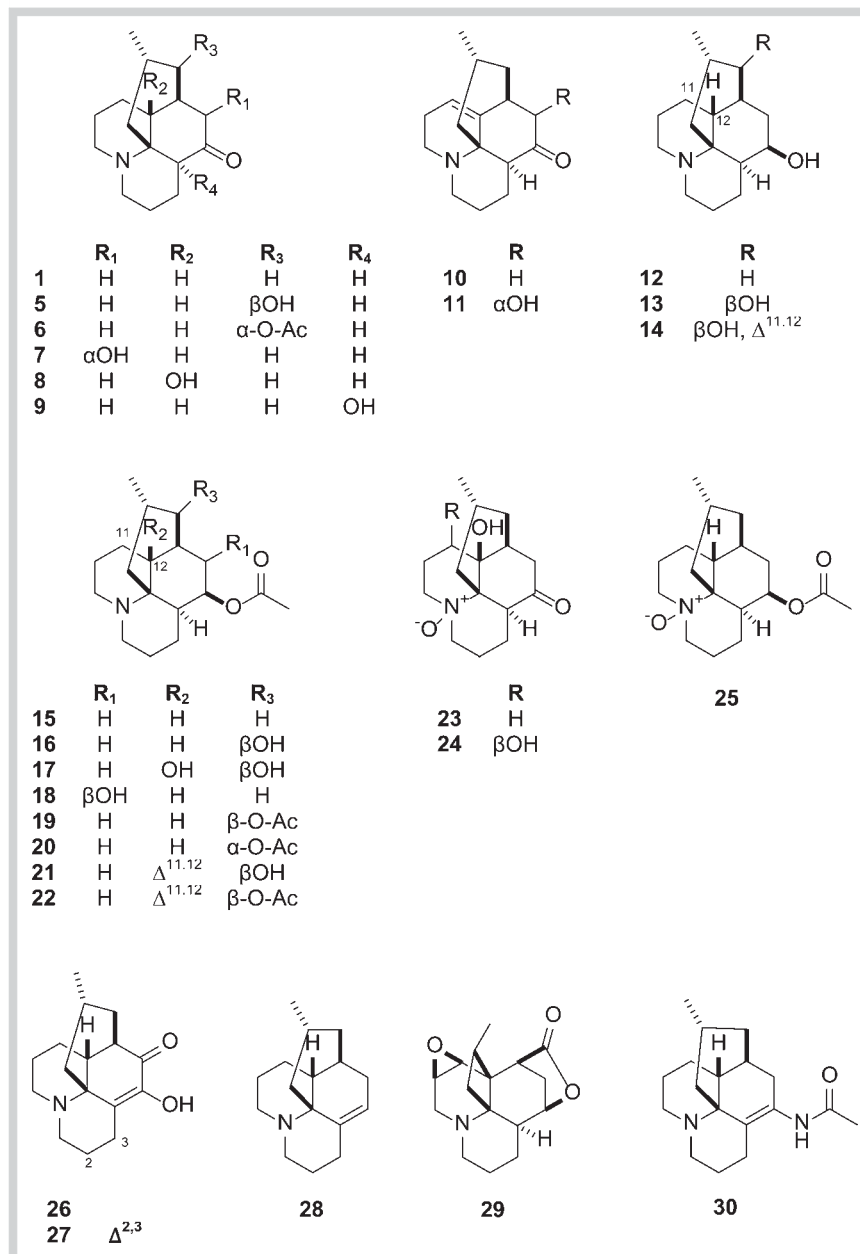 R₃
R₂
R₁
N
O
R₄
R₁ R₂ R₃ R₄
1 H H H H
5 H H βOH H
6 H H α-O-Ac H
7 αOH H H H
8 H OH H H
9 H H H OH
R
N
O
H
R
10 H
11 αOH
R
H
11
12
N
OH
H
R
12 H
13 βOH
14 βOH, Δ¹¹·¹²
R₃
R₂
11
R₁
12
O
N
O
H
R₁ R₂ R₃
15 H H H
16 H H βOH
17 H OH βOH
18 βOH H H
19 H H β-O-Ac
20 H H α-O-Ac
21 H Δ¹¹·¹² βOH
22 H Δ¹¹·¹² β-O-Ac
R
OH
N⁺
O
⁻O
H
R
23 H
24 βOH
H
O
N⁺
O
⁻O
H
25
H
O
N
OH
3
2
26
27 Δ²,³
H
N
28
O
O
O
N
H
29
H
O
N
N
H
30